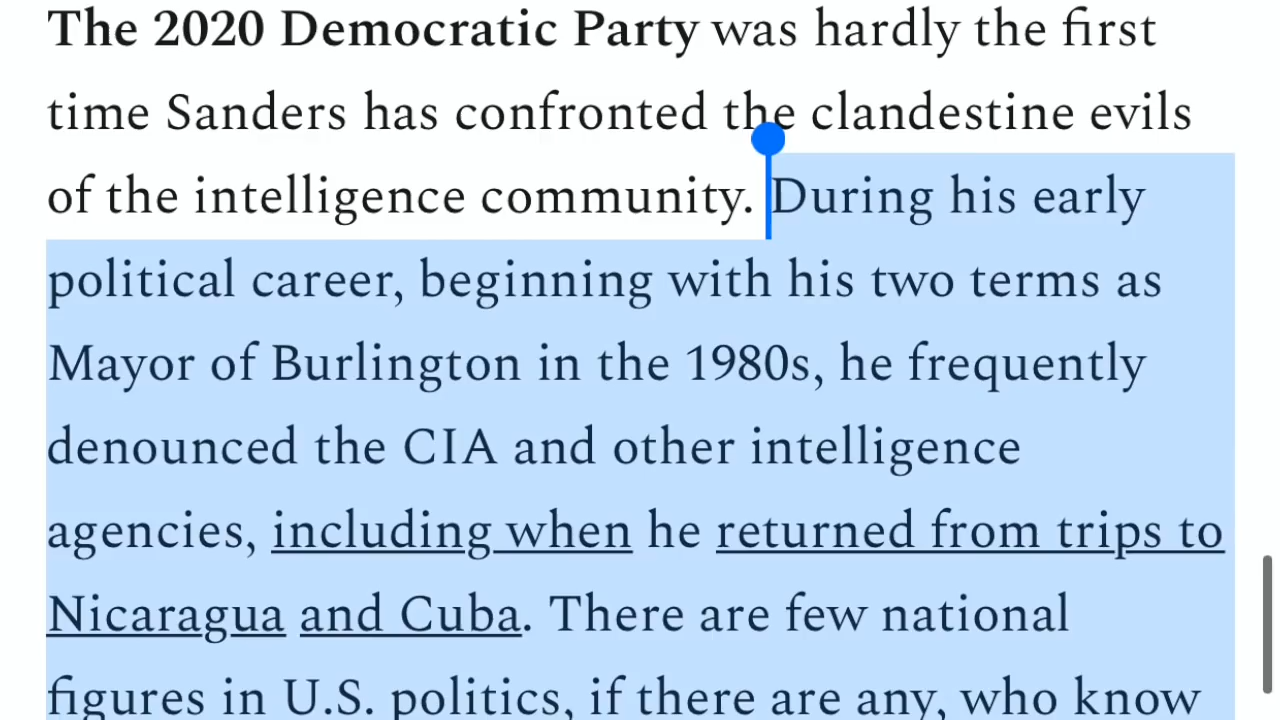 The 2020 Democratic Party was hardly the first
time Sanders has confronted the clandestine evils
of the intelligence community. During his early
political career, beginning with his two terms as
Mayor of Burlington in the 1980s, he frequently
denounced the CIA and other intelligence
agencies, including when he returned from trips to
Nicaragua and Cuba. There are few national
figures in U.S. politics, if there are any, who know